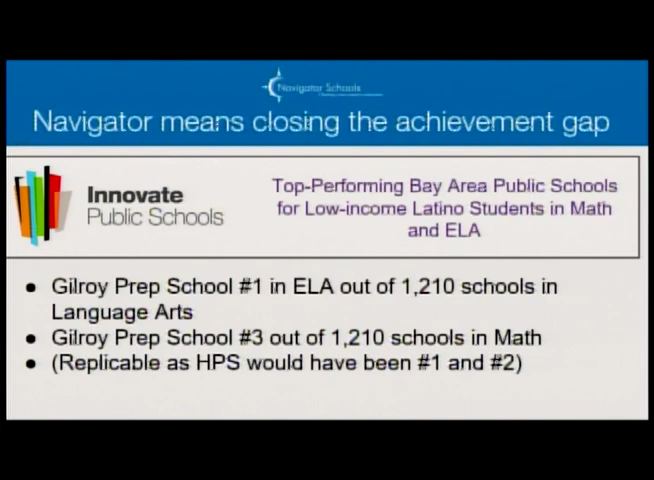 Navigator Schools
Navigator means closing the achievement gap
Innovate
Public Schools
Top-Performing Bay Area Public Schools
for Low-income Latino Students in Math
and ELA
● Gilroy Prep School #1 in ELA out of 1,210 schools in
Language Arts
● Gilroy Prep School #3 out of 1,210 schools in Math
● (Replicable as HPS would have been #1 and #2)